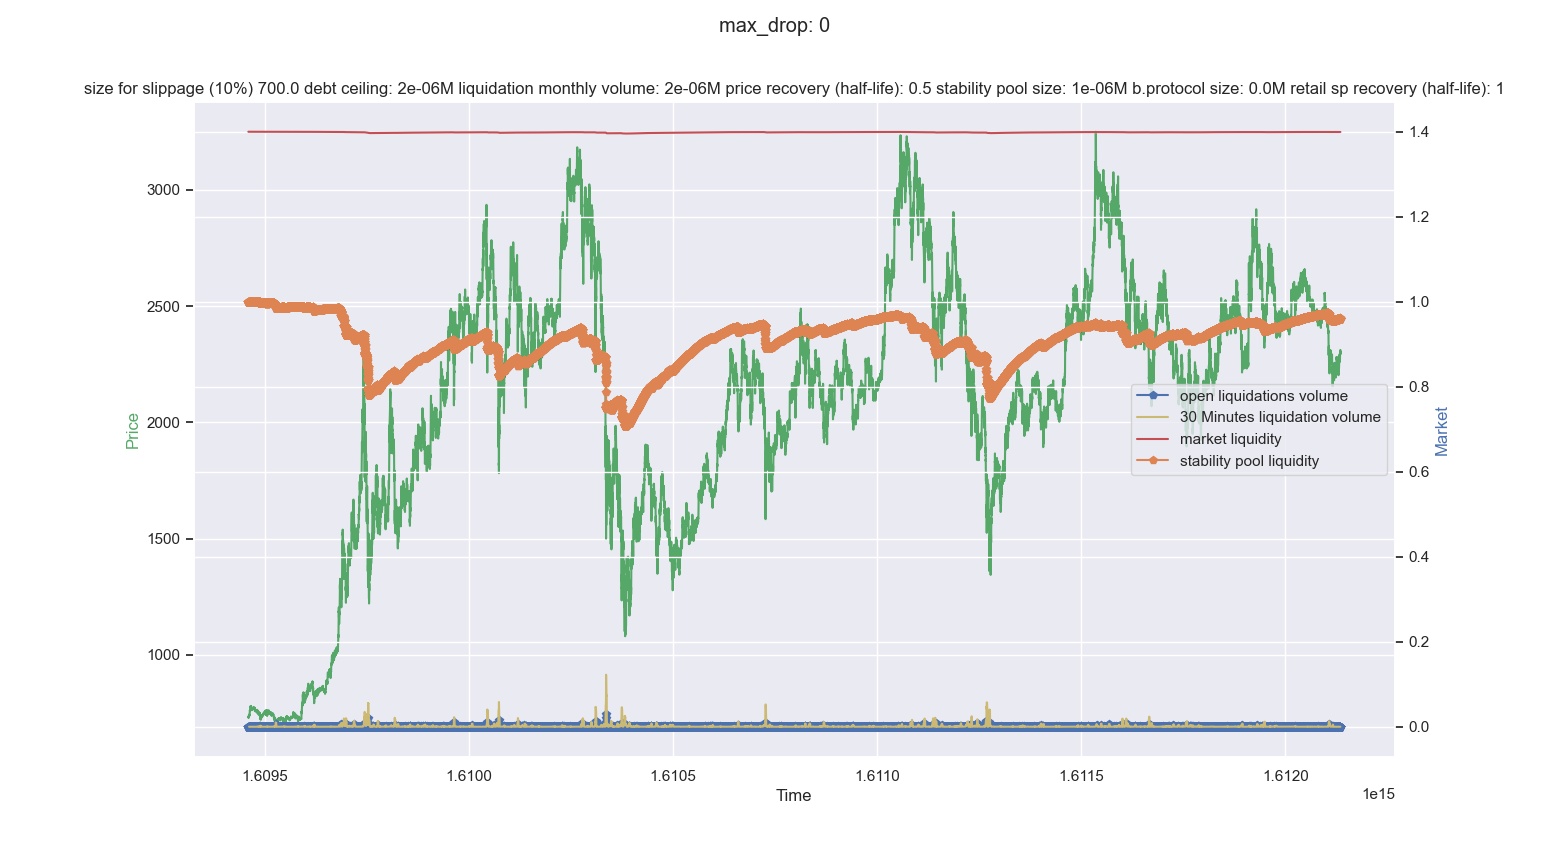 max_drop: 0
size for slippage (10%) 700.0 debt ceiling: 2e-06M liquidation monthly volume: 2e-06M price recovery (half-life): 0.5 stability pool size: 1e-06M b.protocol size: 0.0M retail sp recovery (half-life): 1
1.4
3000
1.2
2500
1.0
0.8
open liquidations volume
30 Minutes liquidation volume
market liquidity
stability pool liquidity
Price
2000
Market
0.6
1500
0.4
1000
0.2
0.0
1.6095 1.6100 1.6105 1.6110 1.6115 1.6120
Time
1e15